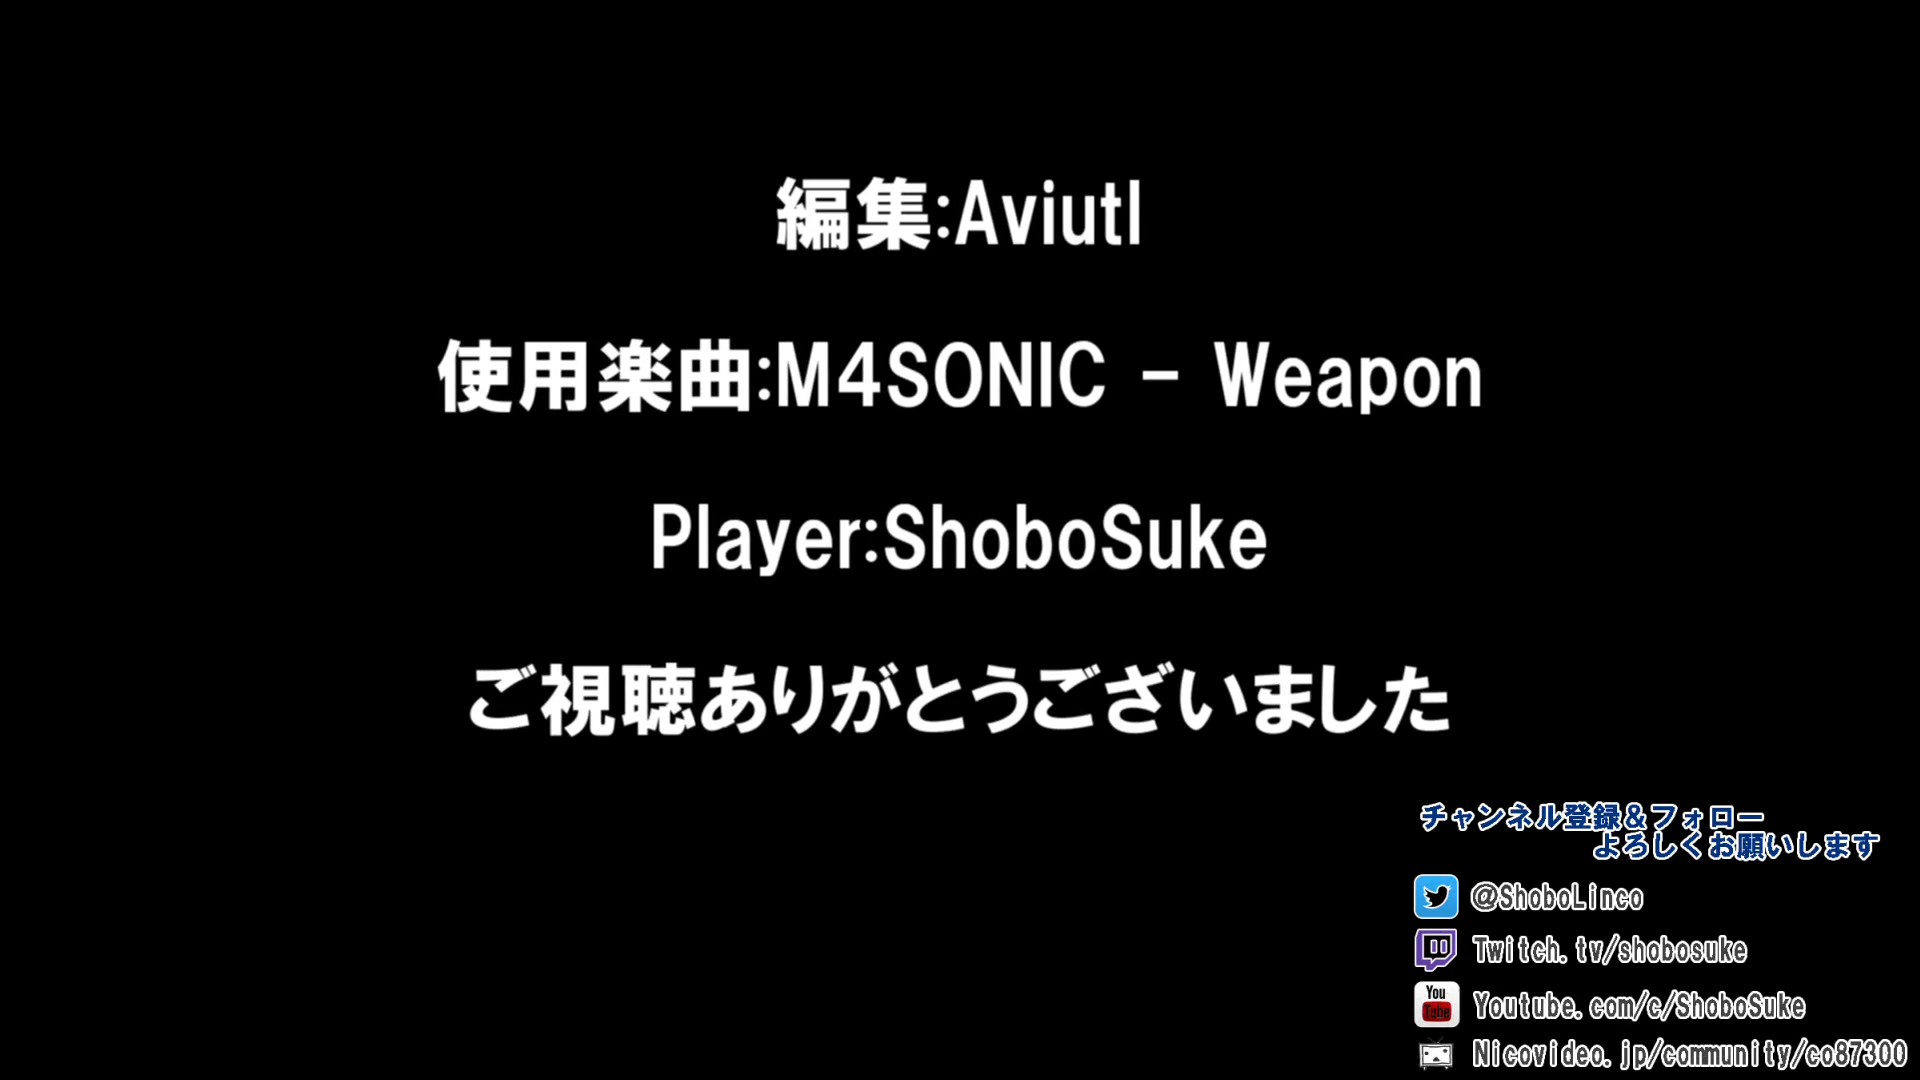 編集:Aviutl
使用楽曲:M4SONIC - Weapon
Player:ShoboSuke
ご視聴ありがとうございました
チャンネル登録＆フォロー
よろしくお願いします
@ShoboLinco
Twitch.tv/shobosuke
You Tube
Youtube.com/c/ShoboSuke
Nicovideo.jp/community/co87300